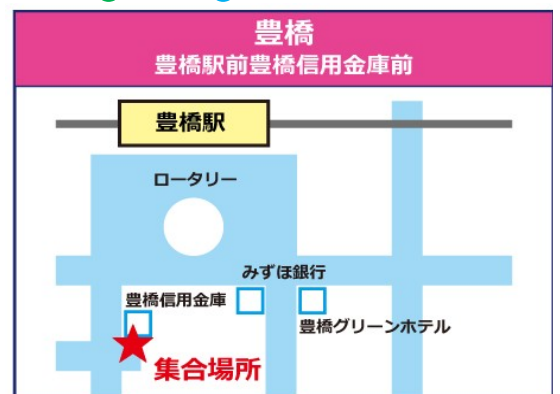 豊橋
豊橋駅前豊橋信用金庫前
豊橋駅
ロータリー
みずほ銀行
豊橋信用金庫
豊橋グリーンホテル
集合場所